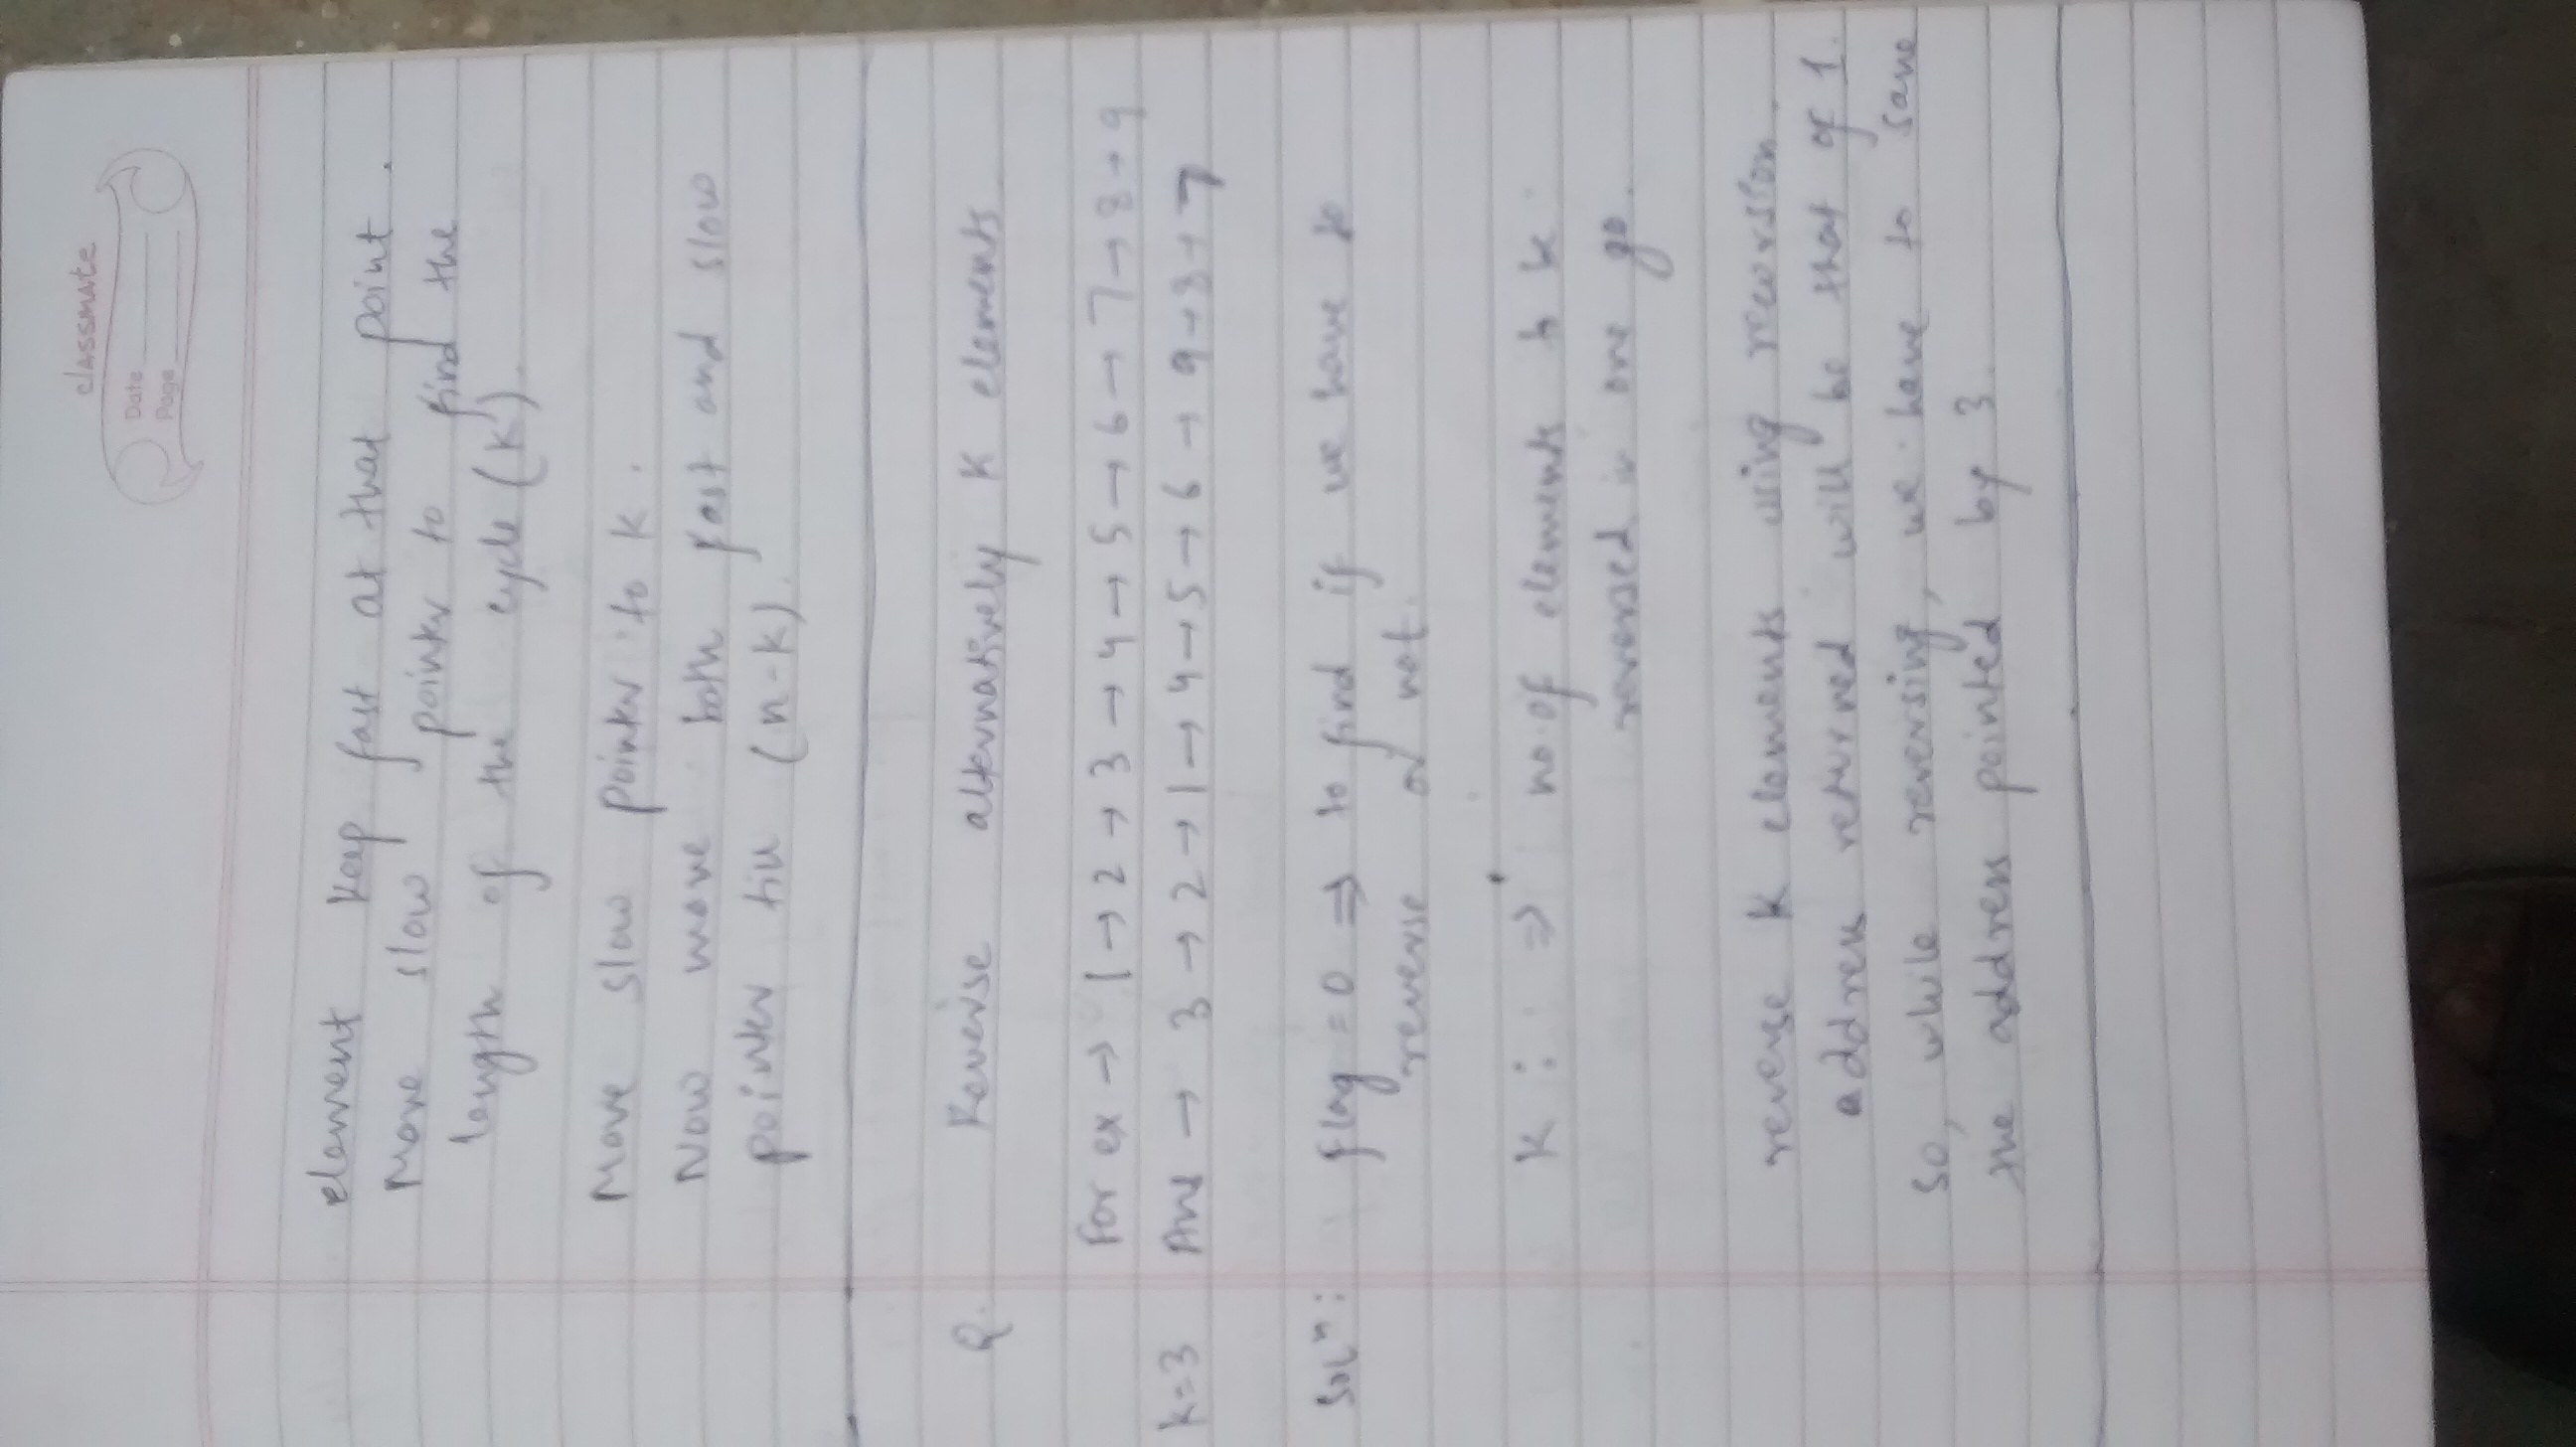 classmate
Date
Page
element keep fast at that point.
Move slow pointer to find the
length of the cycle (K).
Move slow pointer to K.
Now move both fast and slow
pointer till (n-k).
Q. Reverse alternatively K elements
For ex → 1 → 2 → 3 → 4 → 5 → 6 → 7 → 8 → 9
k=3 Ans → 3 → 2 → 1 → 4 → 5 → 6 → 9 → 8 → 7
Solⁿ: flag = 0 ⇒ to find if we have to
reverse or not.
K : ⇒ no. of elements to k.
reversed in one go.
reverse K elements using recorsion.
address returned will be that of 1.
So, while reversing, we have to save
the address pointed by 3.